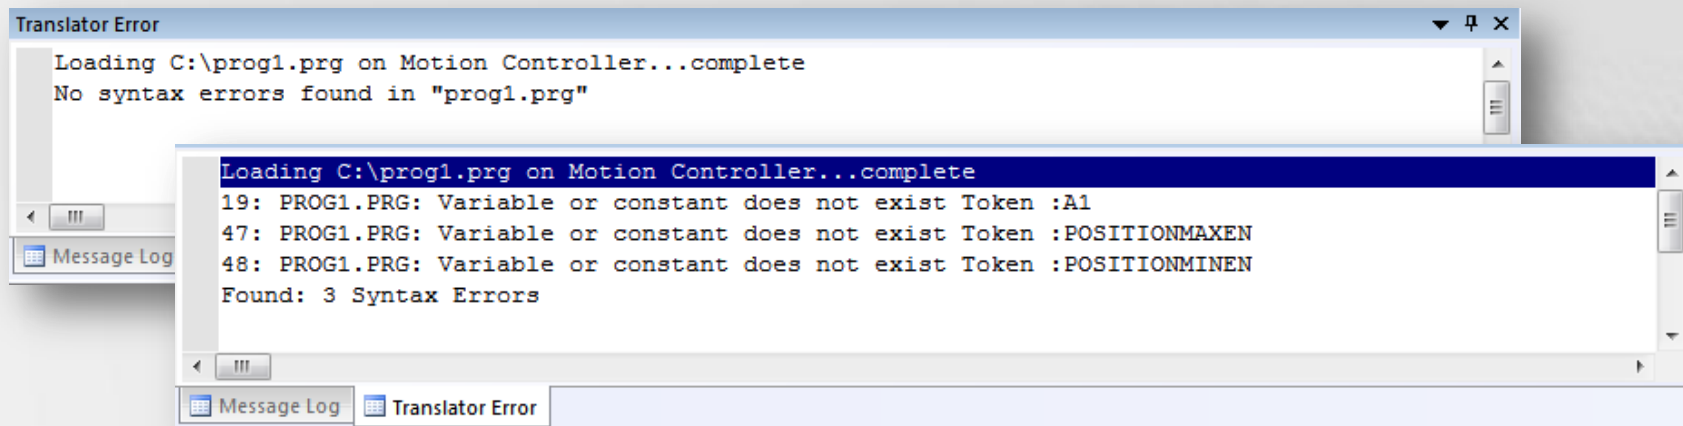 Translator Error
Loading C:\prog1.prg on Motion Controller...complete
No syntax errors found in "prog1.prg"
Message Log
Loading C:\prog1.prg on Motion Controller...complete
19: PROG1.PRG: Variable or constant does not exist Token :A1
47: PROG1.PRG: Variable or constant does not exist Token :POSITIONMAXEN
48: PROG1.PRG: Variable or constant does not exist Token :POSITIONMINEN
Found: 3 Syntax Errors
Message Log
Translator Error